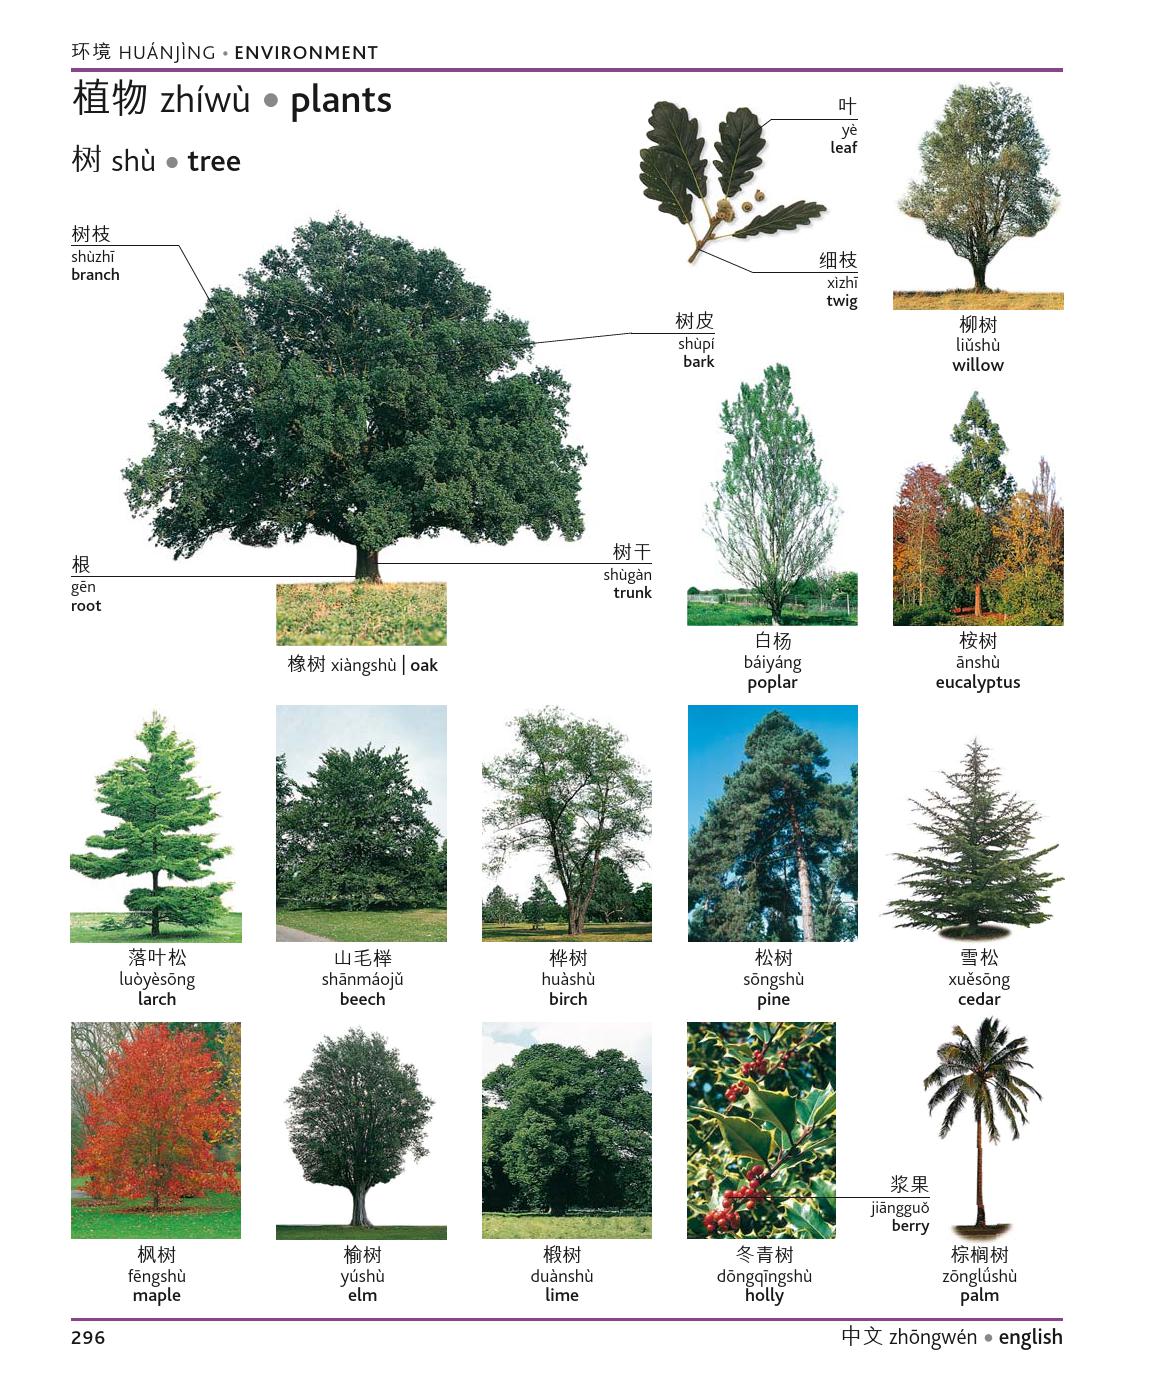 环境 HUÁNJÌNG • ENVIRONMENT
植物 zhíwù • plants
树 shù • tree
叶
yè
leaf
树枝
shùzhī
branch
细枝
xìzhī
twig
树皮
shùpí
bark
柳树
liǔshù
willow
根
gēn
root
树干
shùgàn
trunk
橡树 xiàngshù | oak
白杨
báiyáng
poplar
桉树
ānshù
eucalyptus
落叶松
luòyèsōng
larch
山毛榉
shānmáojǔ
beech
桦树
huàshù
birch
松树
sōngshù
pine
雪松
xuěsōng
cedar
浆果
jiāngguǒ
berry
枫树
fēngshù
maple
榆树
yúshù
elm
椴树
duànshù
lime
冬青树
dōngqīngshù
holly
棕榈树
zōnglǘshù
palm
296
中文 zhōngwén • english